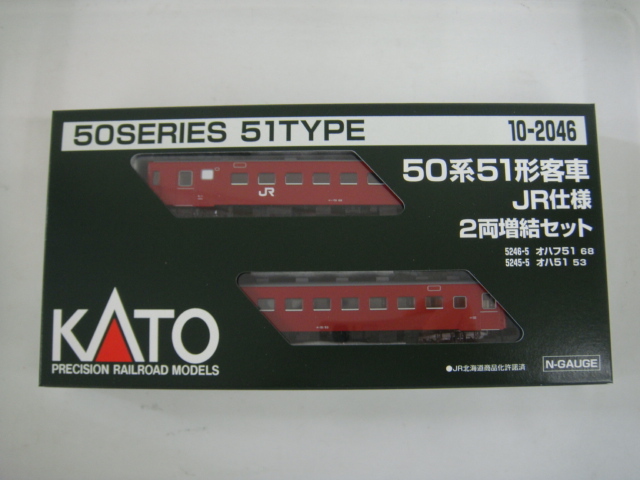 50SERIES 51TYPE
10-2046
50系51形客車
JR仕様
2両増結セット
5246-5 オハフ51 68
5245-5 オハ51 53
JR
KATO
PRECISION RAILROAD MODELS
●JR北海道商品化許諾済
N-GAUGE